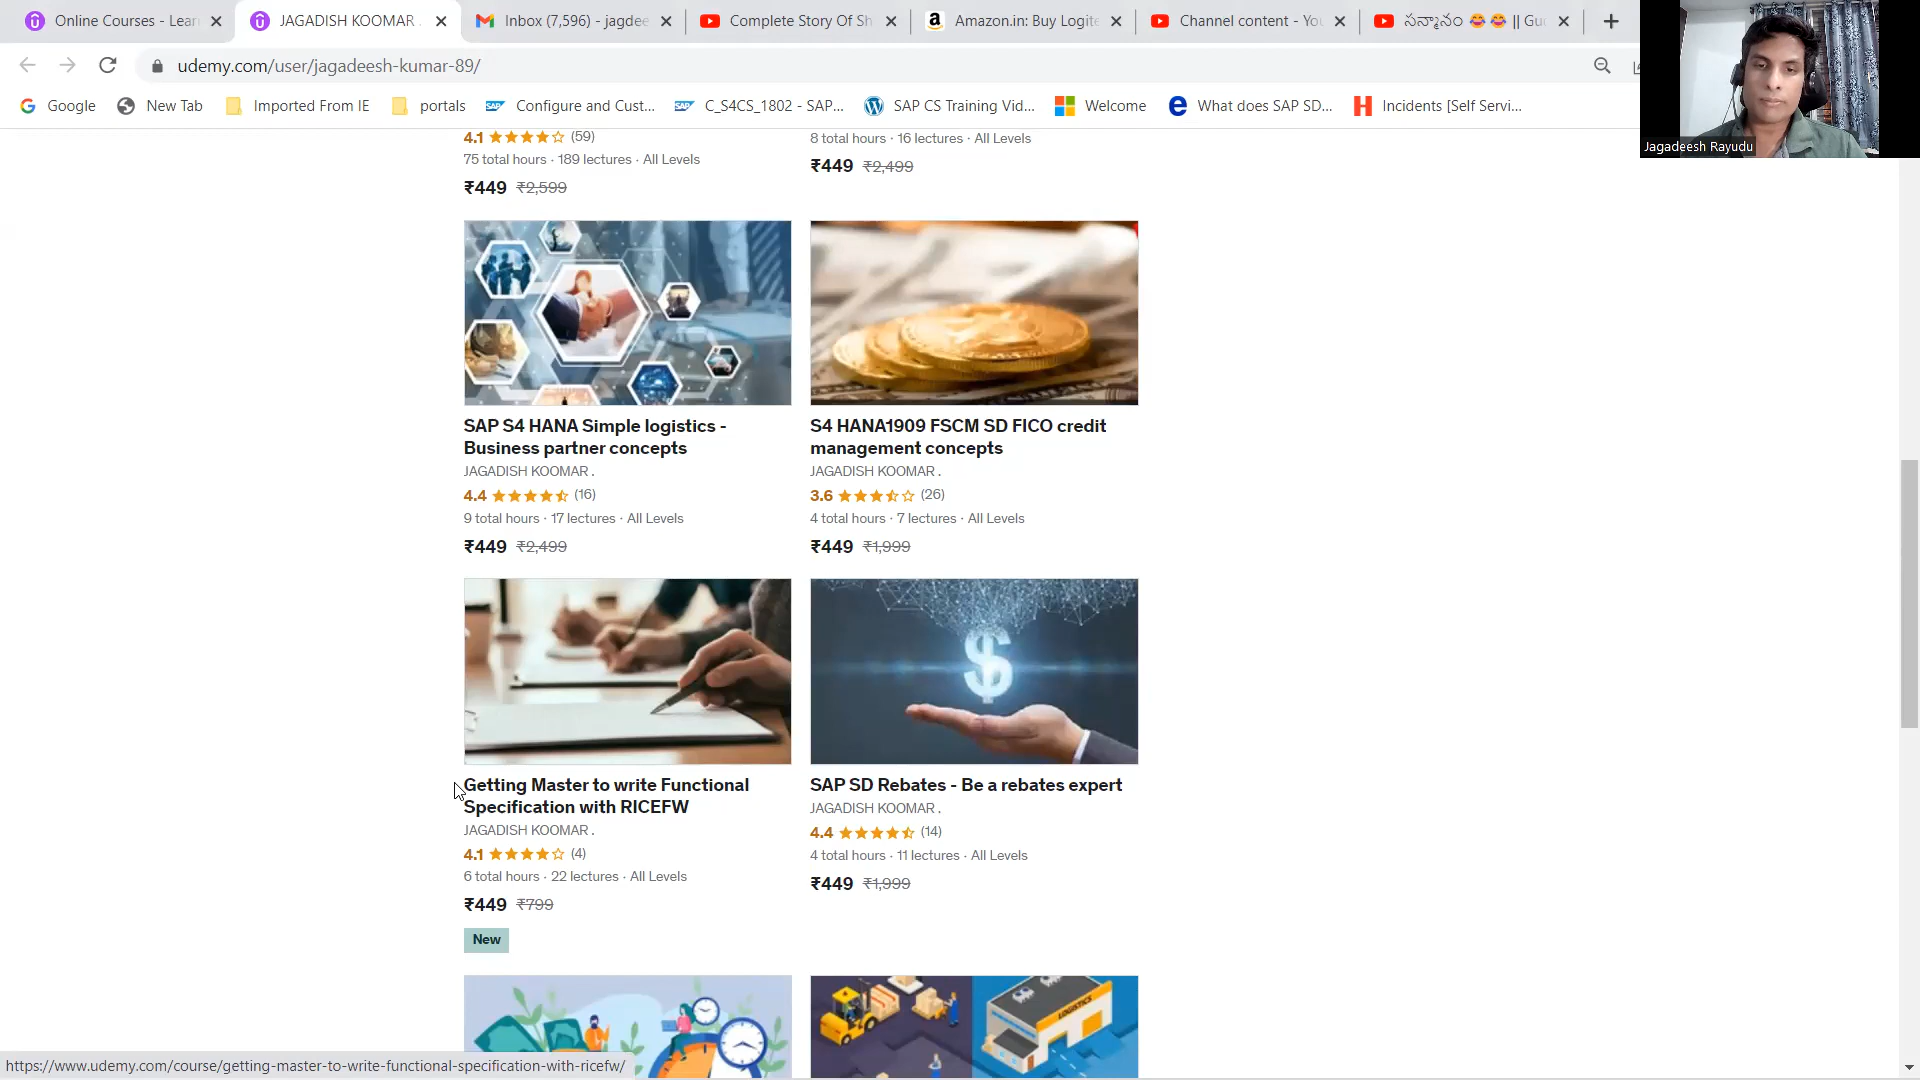 Online Courses - Lear
JAGADISH KOOMAR .
Inbox (7,596) - jagdee
Complete Story Of Sh
Amazon.in: Buy Logite
Channel content - You
సన్మానం 😂😂 || Gu
udemy.com/user/jagadeesh-kumar-89/
Google
New Tab
Imported From IE
portals
Configure and Cust...
C_S4CS_1802 - SAP...
SAP CS Training Vid...
Welcome
What does SAP SD...
Incidents [Self Servi...
Jagadeesh Rayudu
4.1 (59)
75 total hours · 189 lectures · All Levels
₹449 ₹2,599
8 total hours · 16 lectures · All Levels
₹449 ₹2,499
SAP S4 HANA Simple logistics -
Business partner concepts
JAGADISH KOOMAR .
4.4 (16)
9 total hours · 17 lectures · All Levels
₹449 ₹2,499
S4 HANA1909 FSCM SD FICO credit
management concepts
JAGADISH KOOMAR .
3.6 (26)
4 total hours · 7 lectures · All Levels
₹449 ₹1,999
Getting Master to write Functional
Specification with RICEFW
JAGADISH KOOMAR .
4.1 (4)
6 total hours · 22 lectures · All Levels
₹449 ₹799
New
SAP SD Rebates - Be a rebates expert
JAGADISH KOOMAR .
4.4 (14)
4 total hours · 11 lectures · All Levels
₹449 ₹1,999
LOGISTICS
https://www.udemy.com/course/getting-master-to-write-functional-specification-with-ricefw/